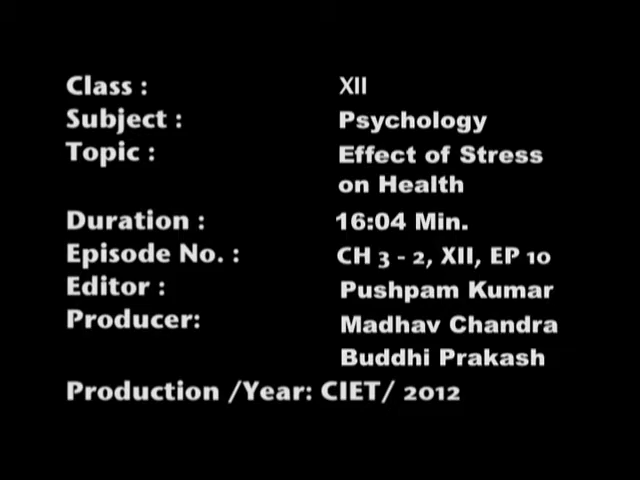 Class : XII
Subject : Psychology
Topic : Effect of Stress
on Health
Duration : 16:04 Min.
Episode No. : CH 3 - 2, XII, EP 10
Editor : Pushpam Kumar
Producer: Madhav Chandra
Buddhi Prakash
Production /Year: CIET/ 2012